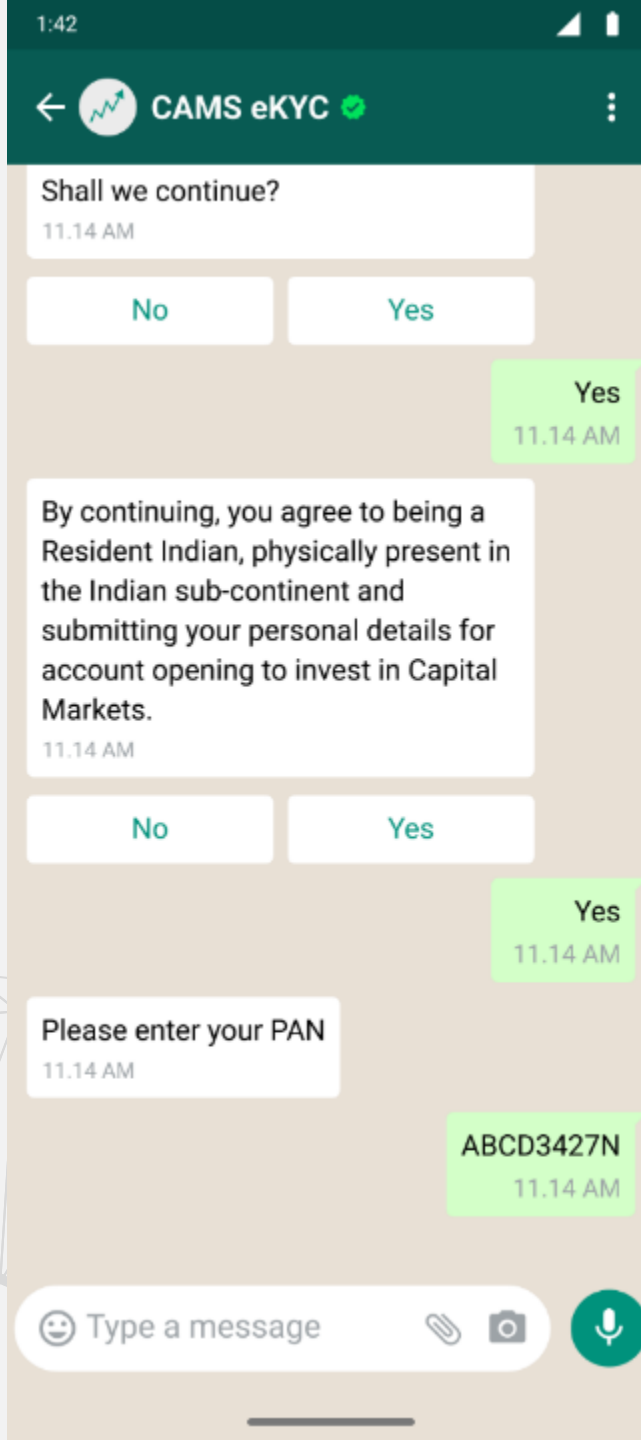 1:42
CAMS eKYC
Shall we continue?
11.14 AM
No Yes
Yes
11.14 AM
By continuing, you agree to being a
Resident Indian, physically present in
the Indian sub-continent and
submitting your personal details for
account opening to invest in Capital
Markets.
11.14 AM
No Yes
Yes
11.14 AM
Please enter your PAN
11.14 AM
ABCD3427N
11.14 AM
Type a message